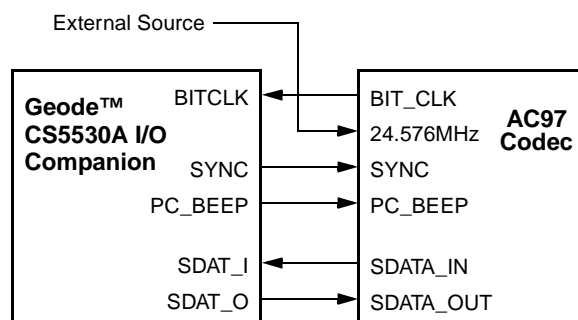 External Source
Geode™
CS5530A I/O
Companion
BITCLK
SYNC
PC_BEEP
SDAT_I
SDAT_O
BIT_CLK
24.576MHz
SYNC
PC_BEEP
SDATA_IN
SDATA_OUT
AC97
Codec